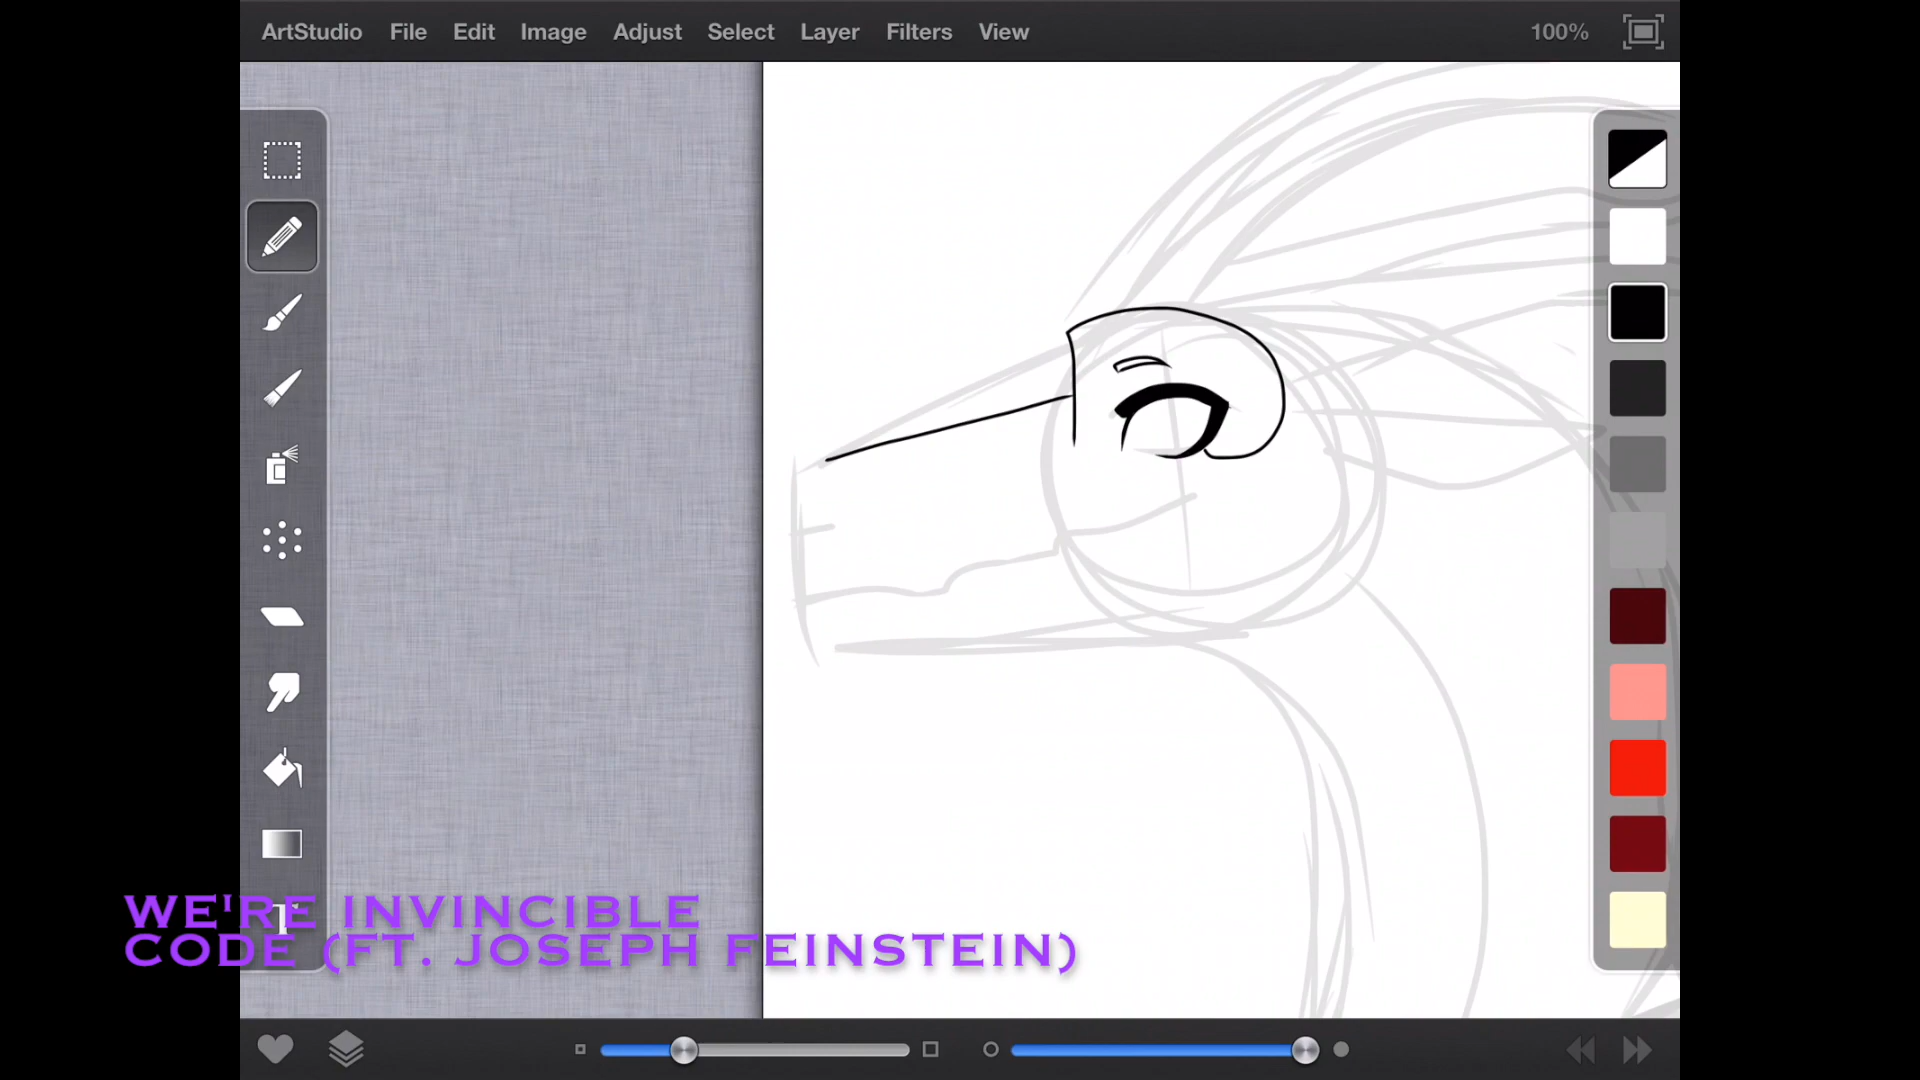 ArtStudio File Edit Image Adjust Select Layer Filters View 100%
T
WE'RE INVINCIBLE
CODE (FT. JOSEPH FEINSTEIN)